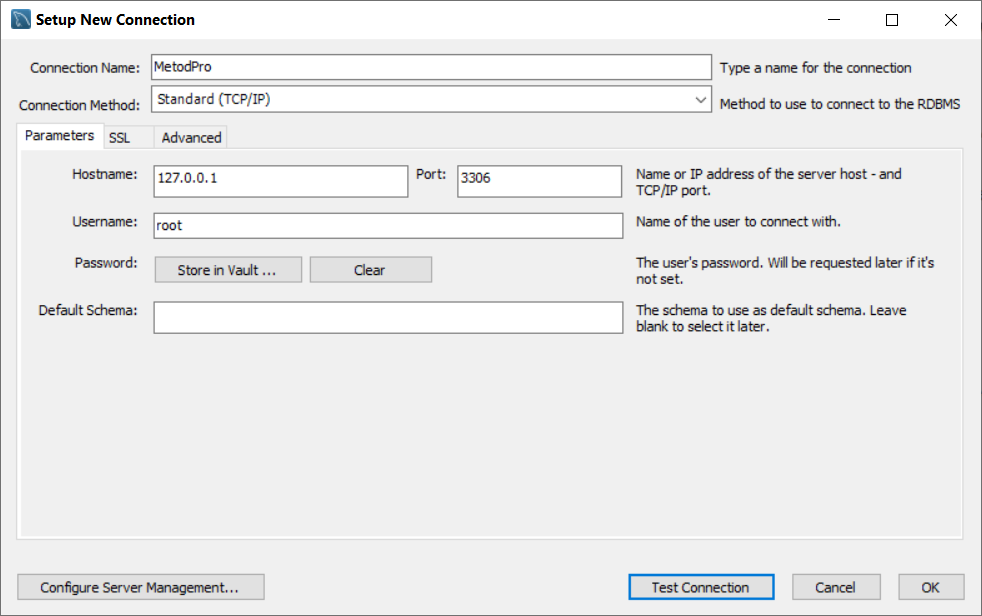 Setup New Connection
Connection Name: MetodPro Type a name for the connection
Connection Method: Standard (TCP/IP) Method to use to connect to the RDBMS
Parameters SSL Advanced
Hostname: 127.0.0.1 Port: 3306 Name or IP address of the server host - and
TCP/IP port.
Username: root Name of the user to connect with.
Password: Store in Vault ... Clear The user's password. Will be requested later if it's
not set.
Default Schema: The schema to use as default schema. Leave
blank to select it later.
Configure Server Management... Test Connection Cancel OK